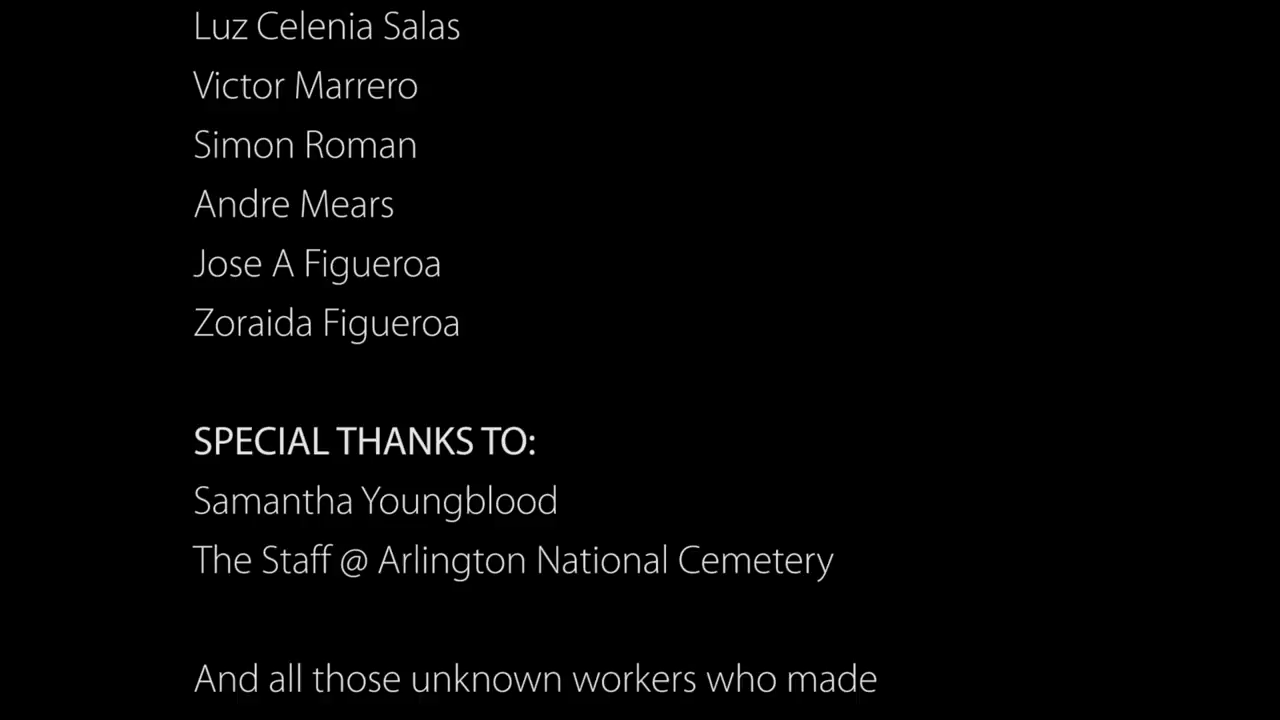 Luz Celenia Salas
Victor Marrero
Simon Roman
Andre Mears
Jose A Figueroa
Zoraida Figueroa
SPECIAL THANKS TO:
Samantha Youngblood
The Staff @ Arlington National Cemetery
And all those unknown workers who made